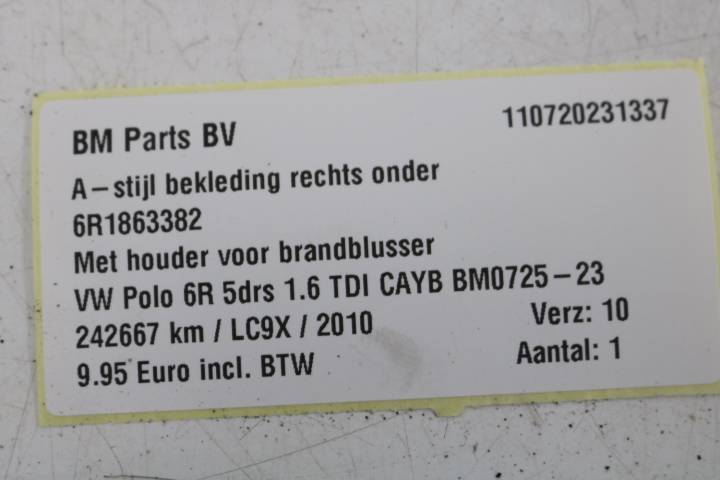 BM Parts BV 110720231337
A-stijl bekleding rechts onder
6R1863382
Met houder voor brandblusser
VW Polo 6R 5drs 1.6 TDI CAYB BM0725-23
242667 km / LC9X / 2010 Verz: 10
9.95 Euro incl. BTW Aantal: 1